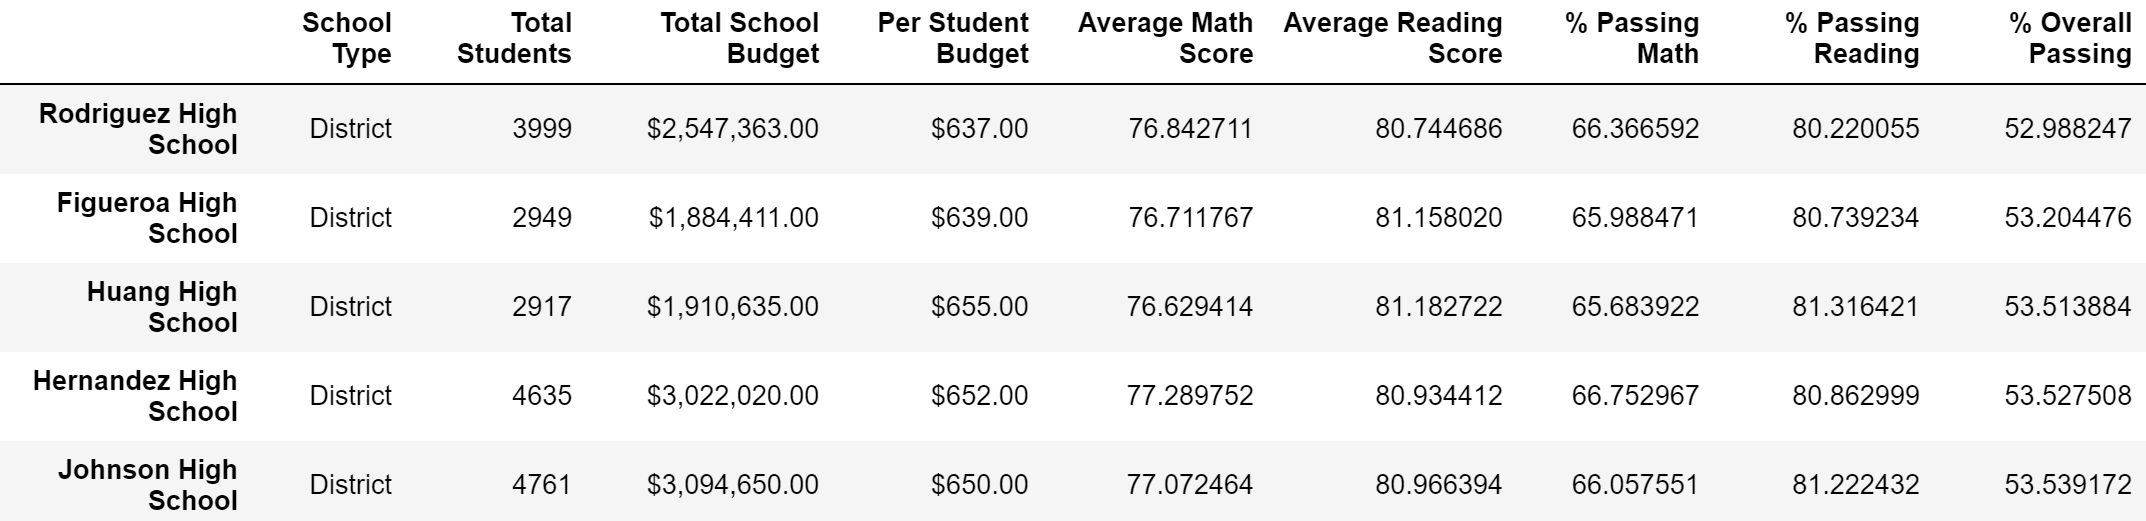 School Total Total School Per Student Average Math Average Reading % Passing % Passing % Overall
Type Students Budget Budget Score Score Math Reading Passing
Rodriguez High
School District 3999 $2,547,363.00 $637.00 76.842711 80.744686 66.366592 80.220055 52.988247
Figueroa High
School District 2949 $1,884,411.00 $639.00 76.711767 81.158020 65.988471 80.739234 53.204476
Huang High
School District 2917 $1,910,635.00 $655.00 76.629414 81.182722 65.683922 81.316421 53.513884
Hernandez High
School District 4635 $3,022,020.00 $652.00 77.289752 80.934412 66.752967 80.862999 53.527508
Johnson High
School District 4761 $3,094,650.00 $650.00 77.072464 80.966394 66.057551 81.222432 53.539172